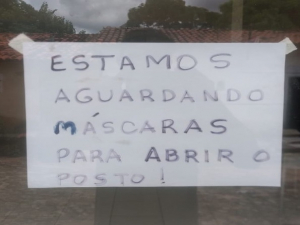 ESTAMOS
AGUARDANDO
MÁSCARAS
PARA ABRIR O
POSTO!